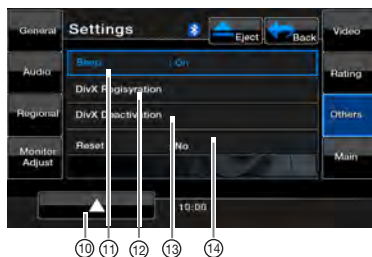 General
Settings
Eject
Back
Video
Audio
Beep
On
Rating
DivX Regisyration
Regional
DivX Deactivation
Others
Monitor
Adjust
Reset
No
Main
10:00
10 11 12 13 14